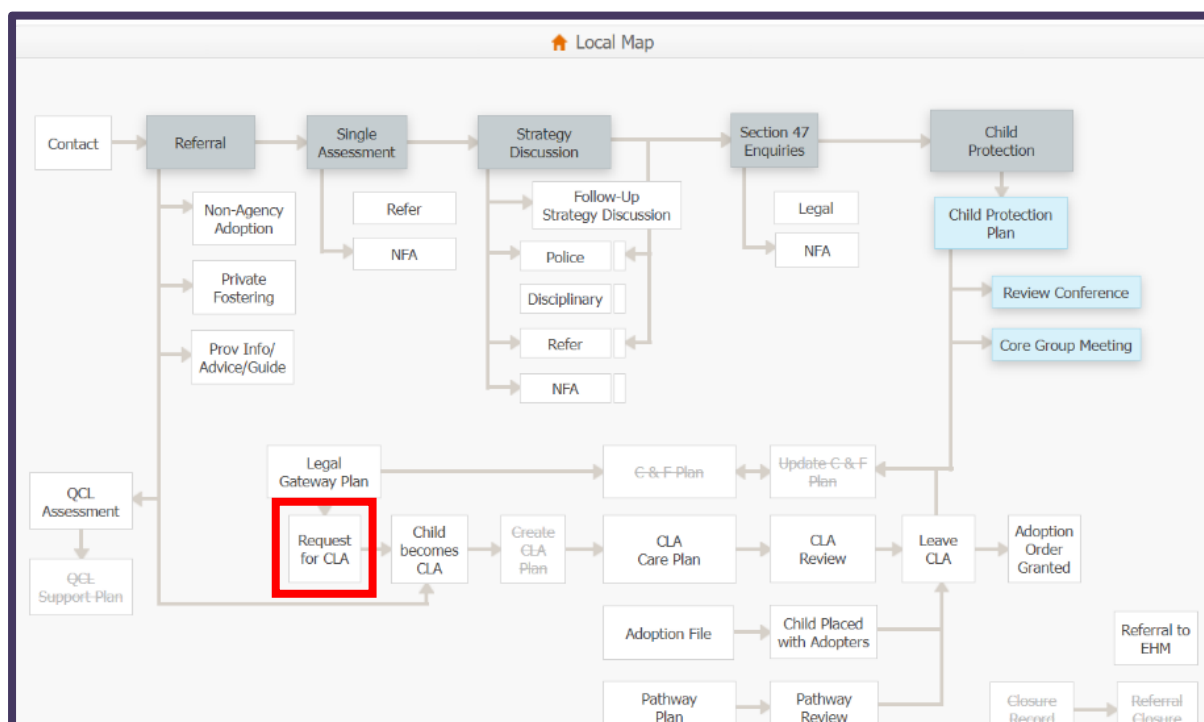 Local Map
Contact
Referral
Single
Assessment
Strategy
Discussion
Section 47
Enquiries
Child
Protection
Non-Agency
Adoption
Private
Fostering
Prov Info/
Advice/Guide
Refer
NFA
Follow-Up
Strategy Discussion
Police
Disciplinary
Refer
NFA
Legal
NFA
Child Protection
Plan
Review Conference
Core Group Meeting
Legal
Gateway Plan
C & F Plan
Update C & F
Plan
QCL
Assessment
QCL
Support Plan
Request
for CLA
Child
becomes
CLA
Create
CLA
Plan
CLA
Care Plan
CLA
Review
Leave
CLA
Adoption
Order
Granted
Adoption File
Child Placed
with Adopters
Referral to
EHM
Pathway
Plan
Pathway
Review
Closure
Record
Referral
Closure